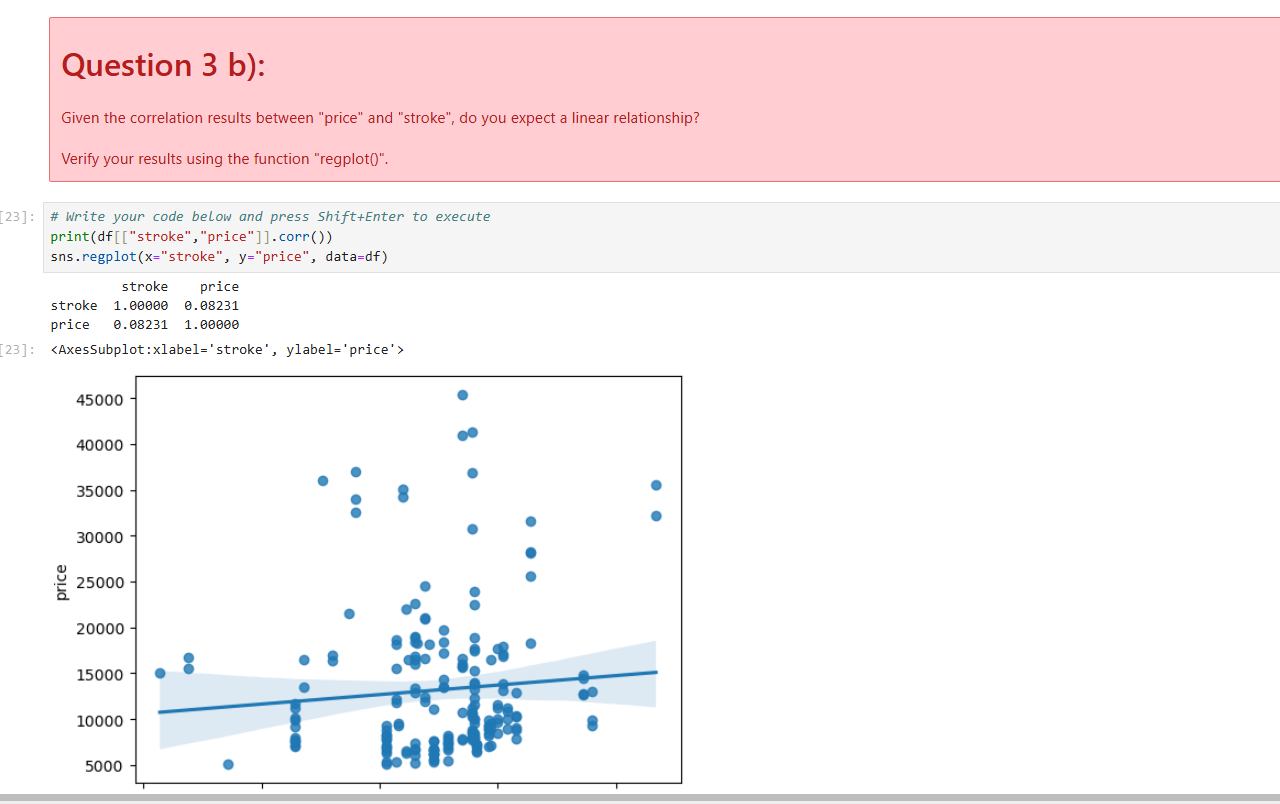 Question 3 b):
Given the correlation results between "price" and "stroke", do you expect a linear relationship?
Verify your results using the function "regplot()".
[23]: # Write your code below and press Shift+Enter to execute
print(df[["stroke","price"]].corr())
sns.regplot(x="stroke", y="price", data=df)
stroke price
stroke 1.00000 0.08231
price 0.08231 1.00000
[23]: <AxesSubplot:xlabel='stroke', ylabel='price'>
45000
40000
35000
30000
price
25000
20000
15000
10000
5000